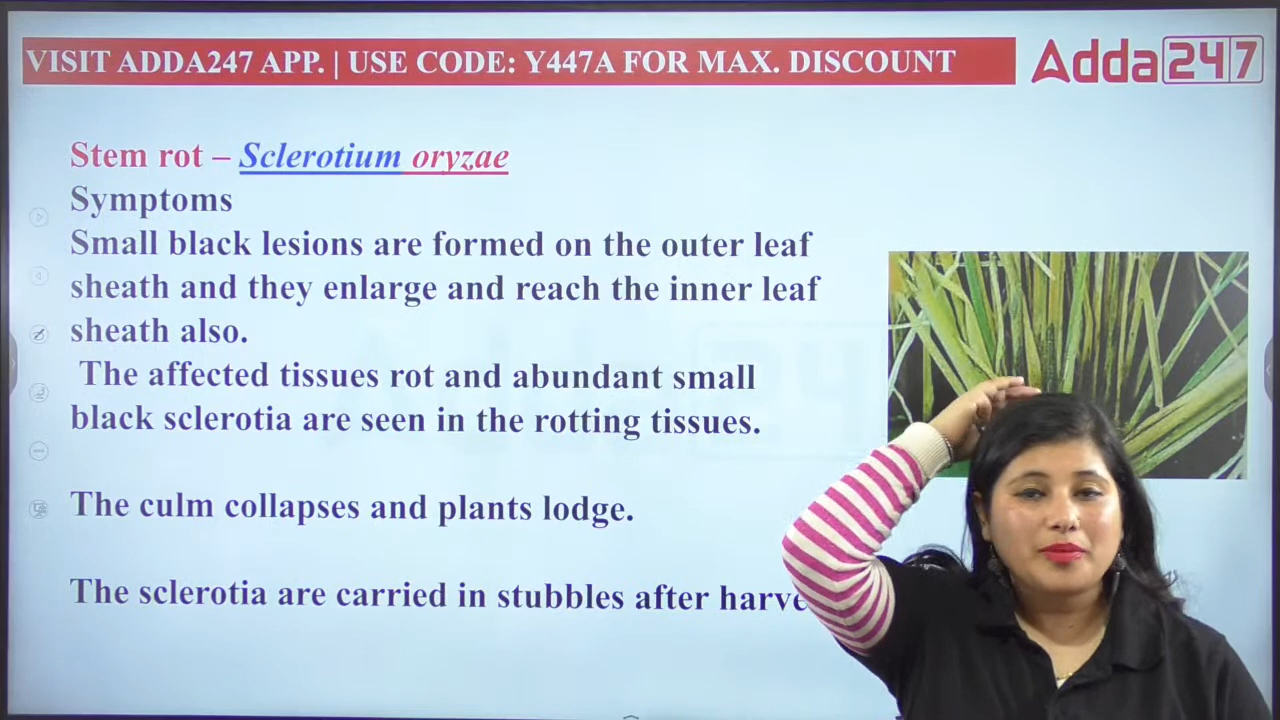 VISIT ADDA247 APP. | USE CODE: Y447A FOR MAX. DISCOUNT
Adda247
Stem rot – Sclerotium oryzae
Symptoms
Small black lesions are formed on the outer leaf
sheath and they enlarge and reach the inner leaf
sheath also.
The affected tissues rot and abundant small
black sclerotia are seen in the rotting tissues.
The culm collapses and plants lodge.
The sclerotia are carried in stubbles after